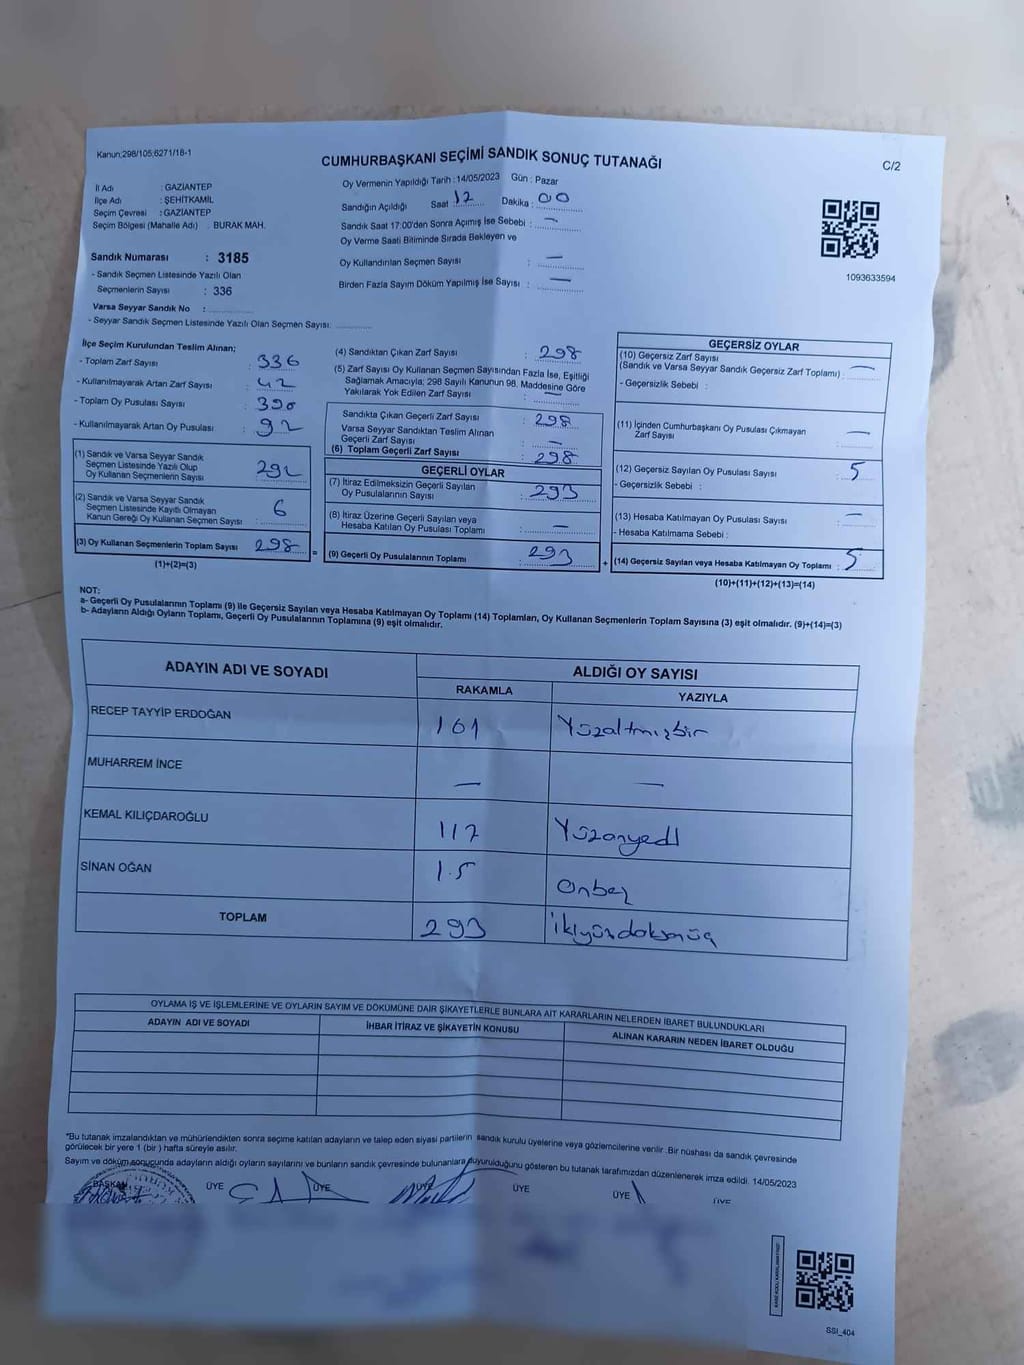 Kanun;298/105;6271/18-1
CUMHURBAŞKANI SEÇİMİ SANDIK SONUÇ TUTANAĞI
C/2
İl Adı : GAZİANTEP
İlçe Adı : ŞEHİTKAMİL
Seçim Çevresi : GAZİANTEP
Seçim Bölgesi (Mahalle Adı) : BURAK MAH.
Sandık Numarası : 3185
- Sandık Seçmen Listesinde Yazılı Olan
Seçmenlerin Sayısı : 336
Varsa Seyyar Sandık No :
- Seyyar Sandık Seçmen Listesinde Yazılı Olan Seçmen Sayısı:
Oy Vermenin Yapıldığı Tarih : 14/05/2023 Gün : Pazar
Sandığın Açıldığı Saat : 17 Dakika : 00
Sandık Saat 17:00'den Sonra Açımış İse Sebebi : —
Oy Verme Saati Bitiminde Sırada Bekleyen ve
Oy Kullandırılan Seçmen Sayısı : —
Birden Fazla Sayım Döküm Yapılmış İse Sayısı : —
1093633594
İlçe Seçim Kurulundan Teslim Alınan;
- Toplam Zarf Sayısı : 336
- Kullanılmayarak Artan Zarf Sayısı : 42
- Toplam Oy Pusulası Sayısı : 390
- Kullanılmayarak Artan Oy Pusulası : 92
(1) Sandık ve Varsa Seyyar Sandık
Seçmen Listesinde Yazılı Olup
Oy Kullanan Seçmenlerin Sayısı : 292
(2) Sandık ve Varsa Seyyar Sandık
Seçmen Listesinde Kayıtlı Olmayan
Kanun Gereği Oy Kullanan Seçmen Sayısı : 6
(3) Oy Kullanan Seçmenlerin Toplam Sayısı : 298
(1)+(2)=(3)
(4) Sandıktan Çıkan Zarf Sayısı : 298
(5) Zarf Sayısı Oy Kullanan Seçmen Sayısından Fazla İse, Eşitliği
Sağlamak Amacıyla; 298 Sayılı Kanunun 98. Maddesine Göre
Yakılarak Yok Edilen Zarf Sayısı : —
Sandıkta Çıkan Geçerli Zarf Sayısı : 298
Varsa Seyyar Sandıktan Teslim Alınan
Geçerli Zarf Sayısı : —
(6) Toplam Geçerli Zarf Sayısı : 298
GEÇERLİ OYLAR
(7) İtiraz Edilmeksizin Geçerli Sayılan
Oy Pusulalarının Sayısı : 293
(8) İtiraz Üzerine Geçerli Sayılan veya
Hesaba Katılan Oy Pusulası Toplamı : —
= (9) Geçerli Oy Pusulalarının Toplamı : 293
GEÇERSİZ OYLAR
(10) Geçersiz Zarf Sayısı
(Sandık ve Varsa Seyyar Sandık Geçersiz Zarf Toplamı) : —
- Geçersizlik Sebebi :
(11) İçinden Cumhurbaşkanı Oy Pusulası Çıkmayan
Zarf Sayısı : —
(12) Geçersiz Sayılan Oy Pusulası Sayısı : 5
- Geçersizlik Sebebi :
(13) Hesaba Katılmayan Oy Pusulası Sayısı : —
- Hesaba Katılmama Sebebi :
+ (14) Geçersiz Sayılan veya Hesaba Katılmayan Oy Toplamı : 5
(10)+(11)+(12)+(13)=(14)
NOT:
a- Geçerli Oy Pusulalarının Toplamı (9) ile Geçersiz Sayılan veya Hesaba Katılmayan Oy Toplamı (14) Toplamları, Oy Kullanan Seçmenlerin Toplam Sayısına (3) eşit olmalıdır. (9)+(14)=(3)
b- Adayların Aldığı Oyların Toplamı, Geçerli Oy Pusulalarının Toplamına (9) eşit olmalıdır.
ADAYIN ADI VE SOYADI ALDIĞI OY SAYISI
RAKAMLA YAZIYLA
RECEP TAYYİP ERDOĞAN 161 Yüzaltmışbir
MUHARREM İNCE — —
KEMAL KILIÇDAROĞLU 117 Yüzonyedi
SİNAN OĞAN 15 Onbeş
TOPLAM 293 İkiyüzdoksanüç
OYLAMA İŞ VE İŞLEMLERİNE VE OYLARIN SAYIM VE DÖKÜMÜNE DAİR ŞİKAYETLERLE BUNLARA AİT KARARLARIN NELERDEN İBARET BULUNDUKLARI
ADAYIN ADI VE SOYADI İHBAR İTİRAZ VE ŞİKAYETİN KONUSU ALINAN KARARIN NEDEN İBARET OLDUĞU
*Bu tutanak imzalandıktan ve mühürlendikten sonra seçime katılan adayların ve talep eden siyasi partilerin sandık kurulu üyelerine veya gözlemcilerine verilir .Bir nüshası da sandık çevresinde
görülecek bir yere 1 (bir ) hafta süreyle asılır.
Sayım ve döküm sonucunda adayların aldığı oyların sayılarını ve bunların sandık çevresinde bulunanlara duyurulduğunu gösteren bu tutanak tarafımızdan düzenlenerek imza edildi. 14/05/2023
BAŞKAN ÜYE ÜYE ÜYE ÜYE ÜYE ÜYE
SSI_404